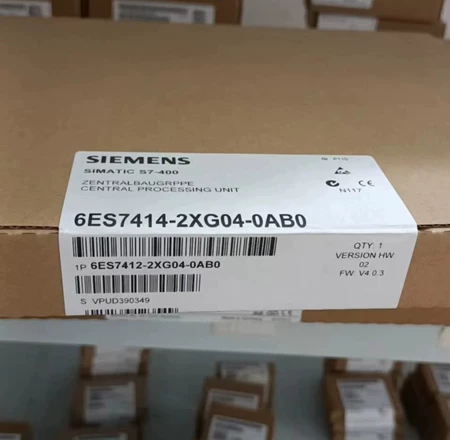 SIEMENS
SIMATIC S7-400
ZENTRALBAUGRPPE
CENTRAL PROCESSING UNIT
N117
6ES7414-2XG04-0AB0
1P 6ES7412-2XG04-0AB0
S VPUD390349
QTY: 1
VERSION HW:
02
FW: V4.0.3